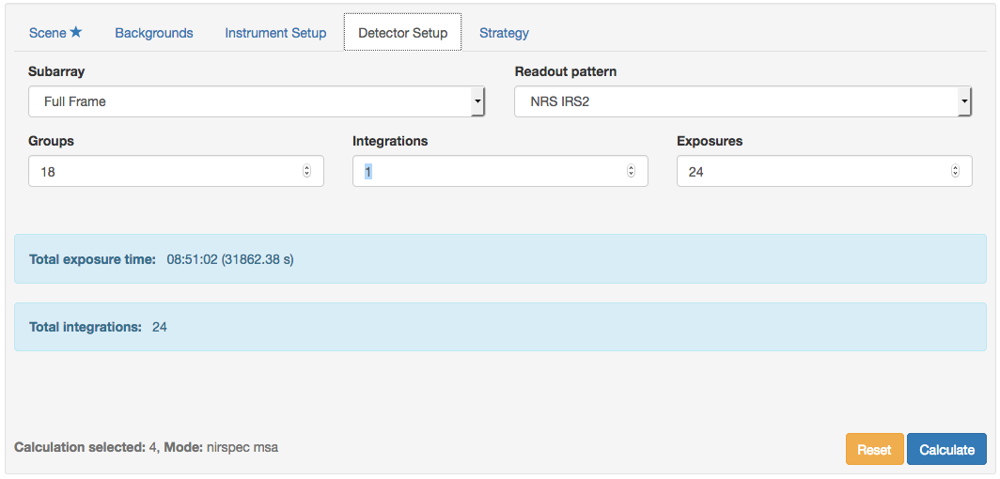 Scene Backgrounds Instrument Setup Detector Setup Strategy
Subarray Readout pattern
Full Frame NRS IRS2
Groups Integrations Exposures
18 1 24
Total exposure time: 08:51:02 (31862.38 s)
Total integrations: 24
Calculation selected: 4, Mode: nirspec msa Reset Calculate